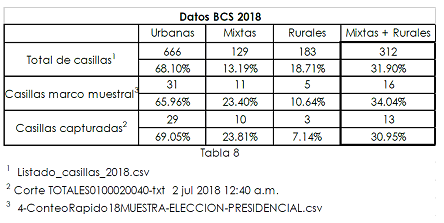 Datos BCS 2018
Urbanas Mixtas Rurales Mixtas + Rurales
Total de casillas1 666 129 183 312
68.10% 13.19% 18.71% 31.90%
Casillas marco muestral3 31 11 5 16
65.96% 23.40% 10.64% 34.04%
Casillas capturadas2 29 10 3 13
69.05% 23.81% 7.14% 30.95%
Tabla 8
1 Listado_casillas_2018.csv
2 Corte TOTALES0100020040-txt 2 jul 2018 12:40 a.m.
3 4-ConteoRapido18MUESTRA-ELECCION-PRESIDENCIAL.csv